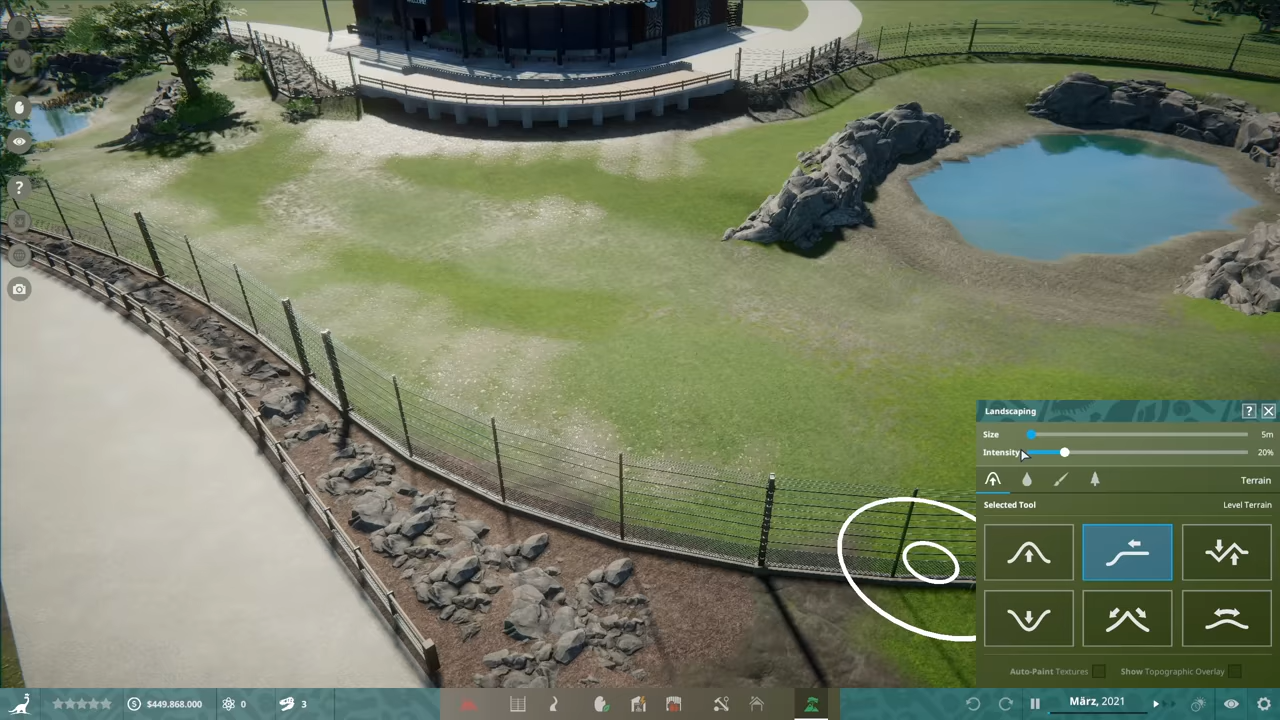 Landscaping
?
Size 5m
Intensity 20%
Terrain
Selected Tool Level Terrain
Auto-Paint Textures Show Topographic Overlay
?
$449.868.000 0 3 März, 2021